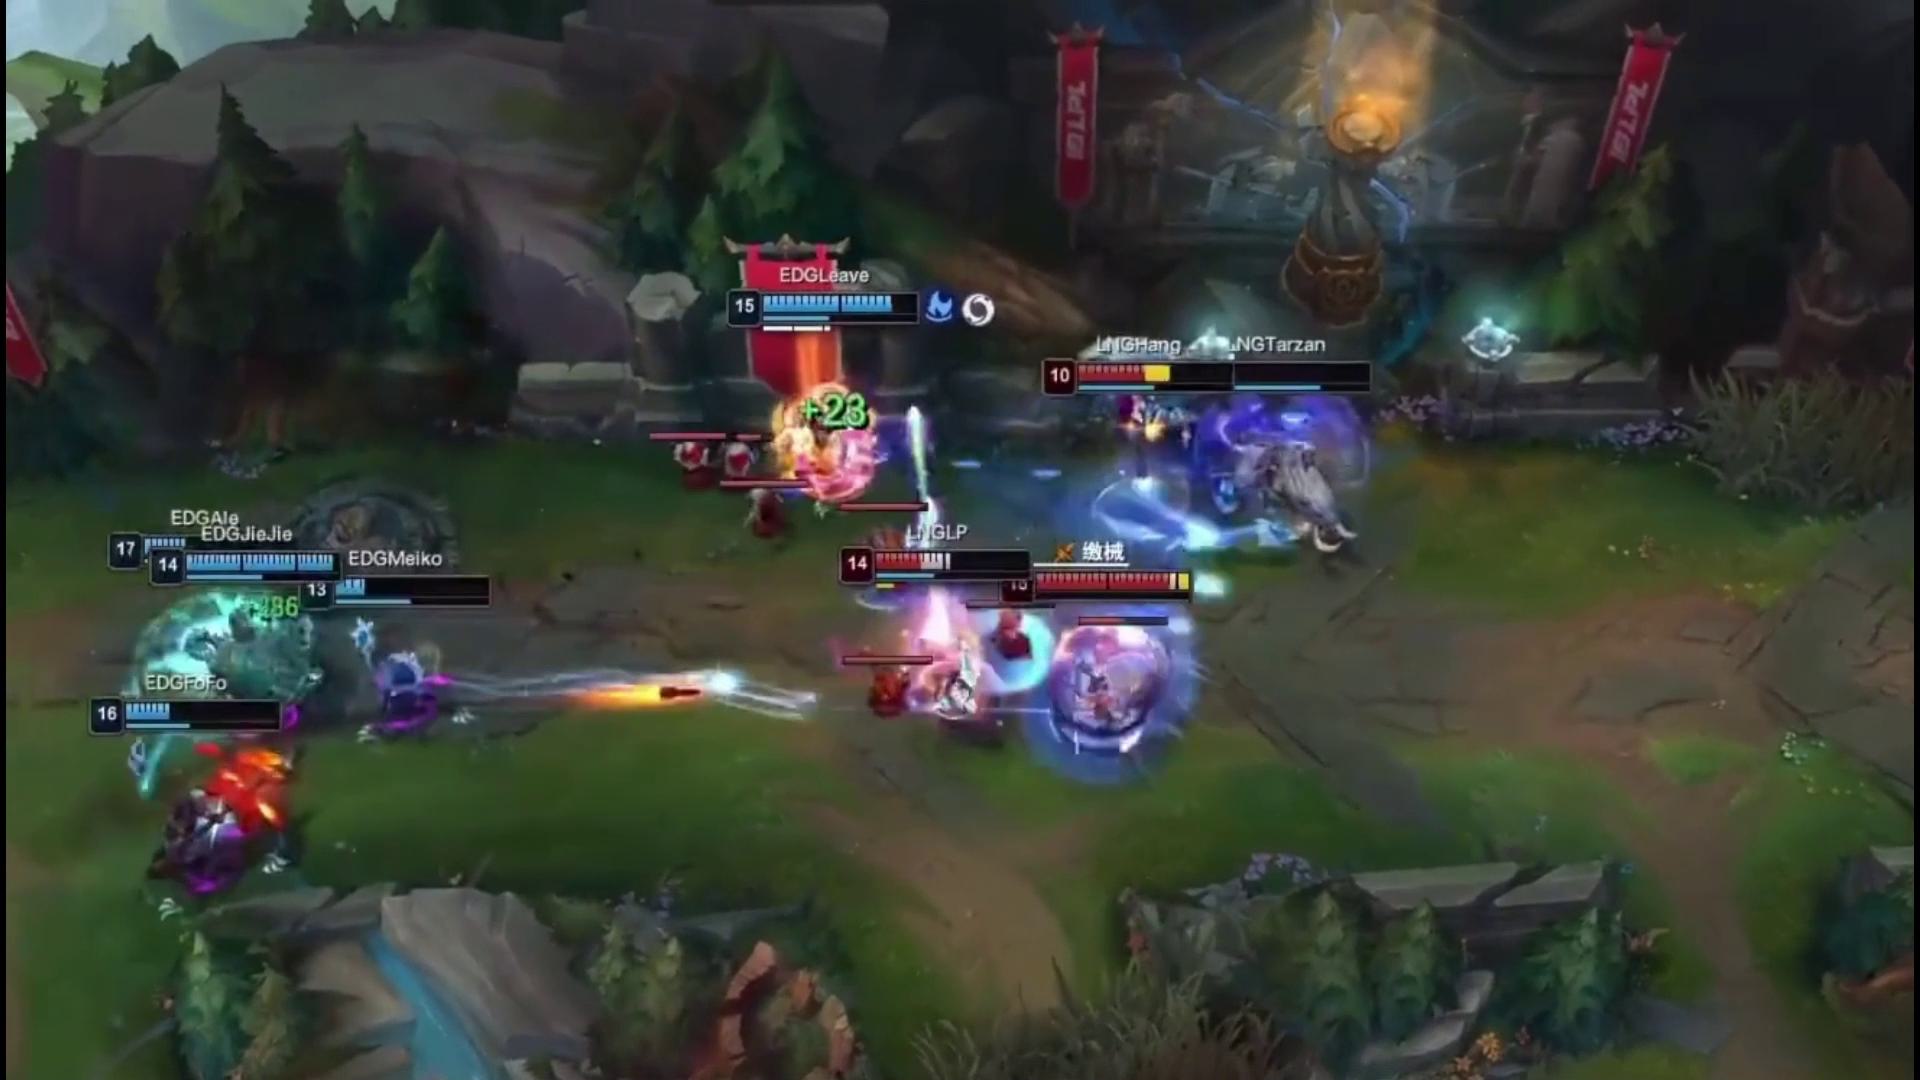 LPL
LPL
EDGLeave
15
LNGHang
LNGTarzan
10
+23
EDGAle
EDGJieJie
17
14
EDGMeiko
13
LNGLP
14
缴械
EDGFoFo
16